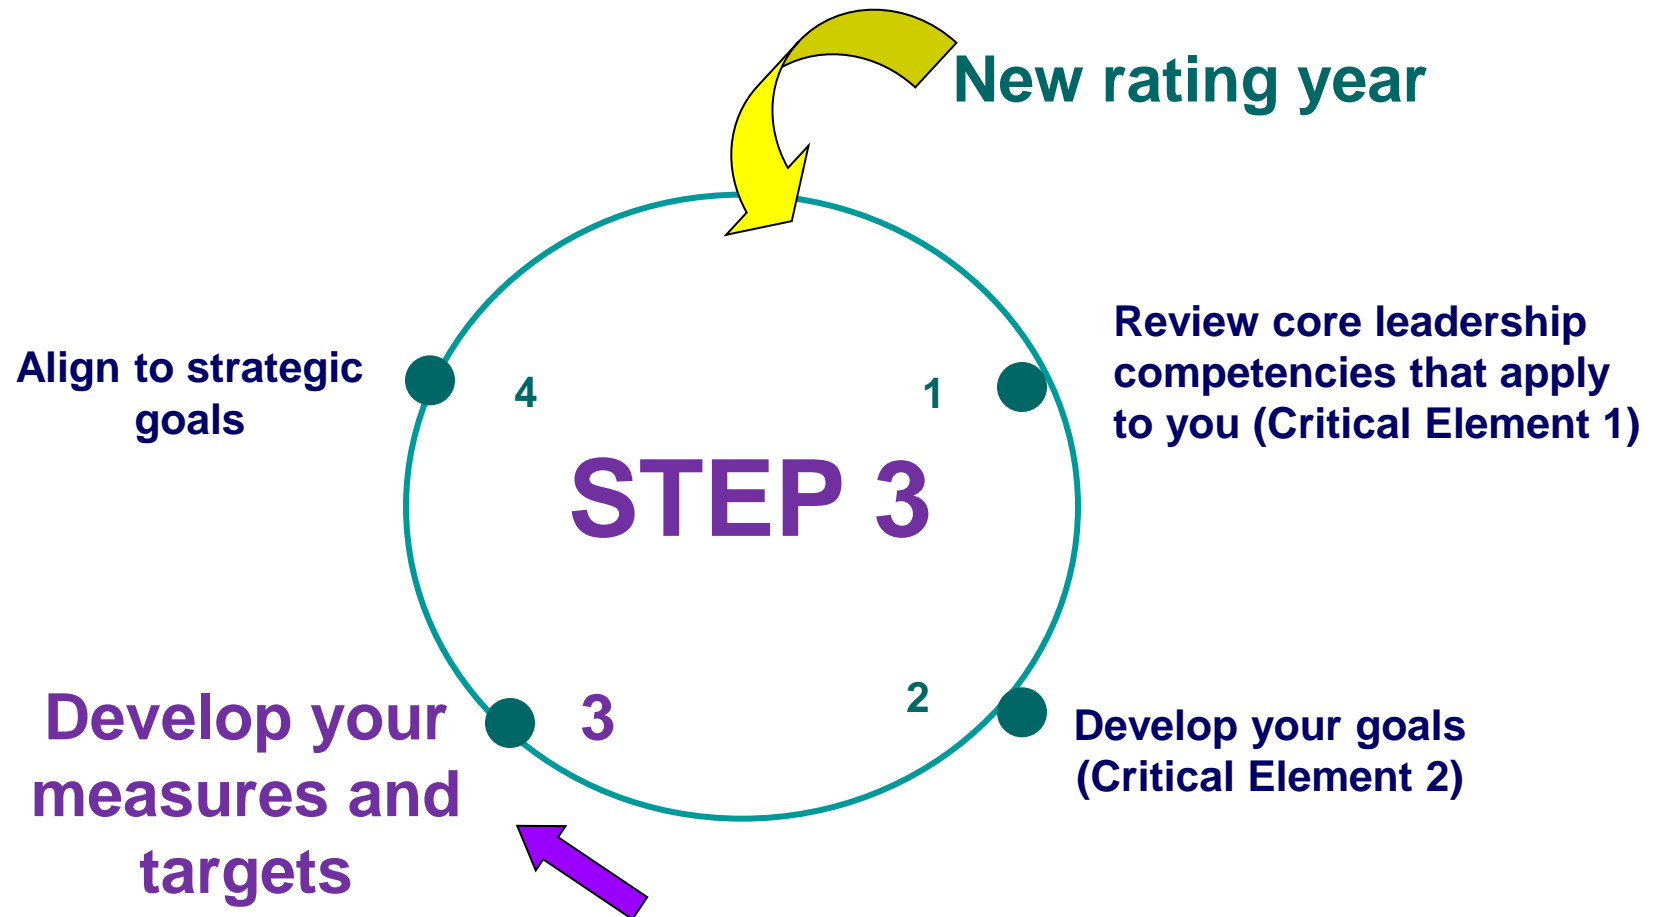 New rating year
Review core leadership
competencies that apply
to you (Critical Element 1)
Align to strategic
goals
4
1
STEP 3
3
2
Develop your
measures and
targets
Develop your goals
(Critical Element 2)